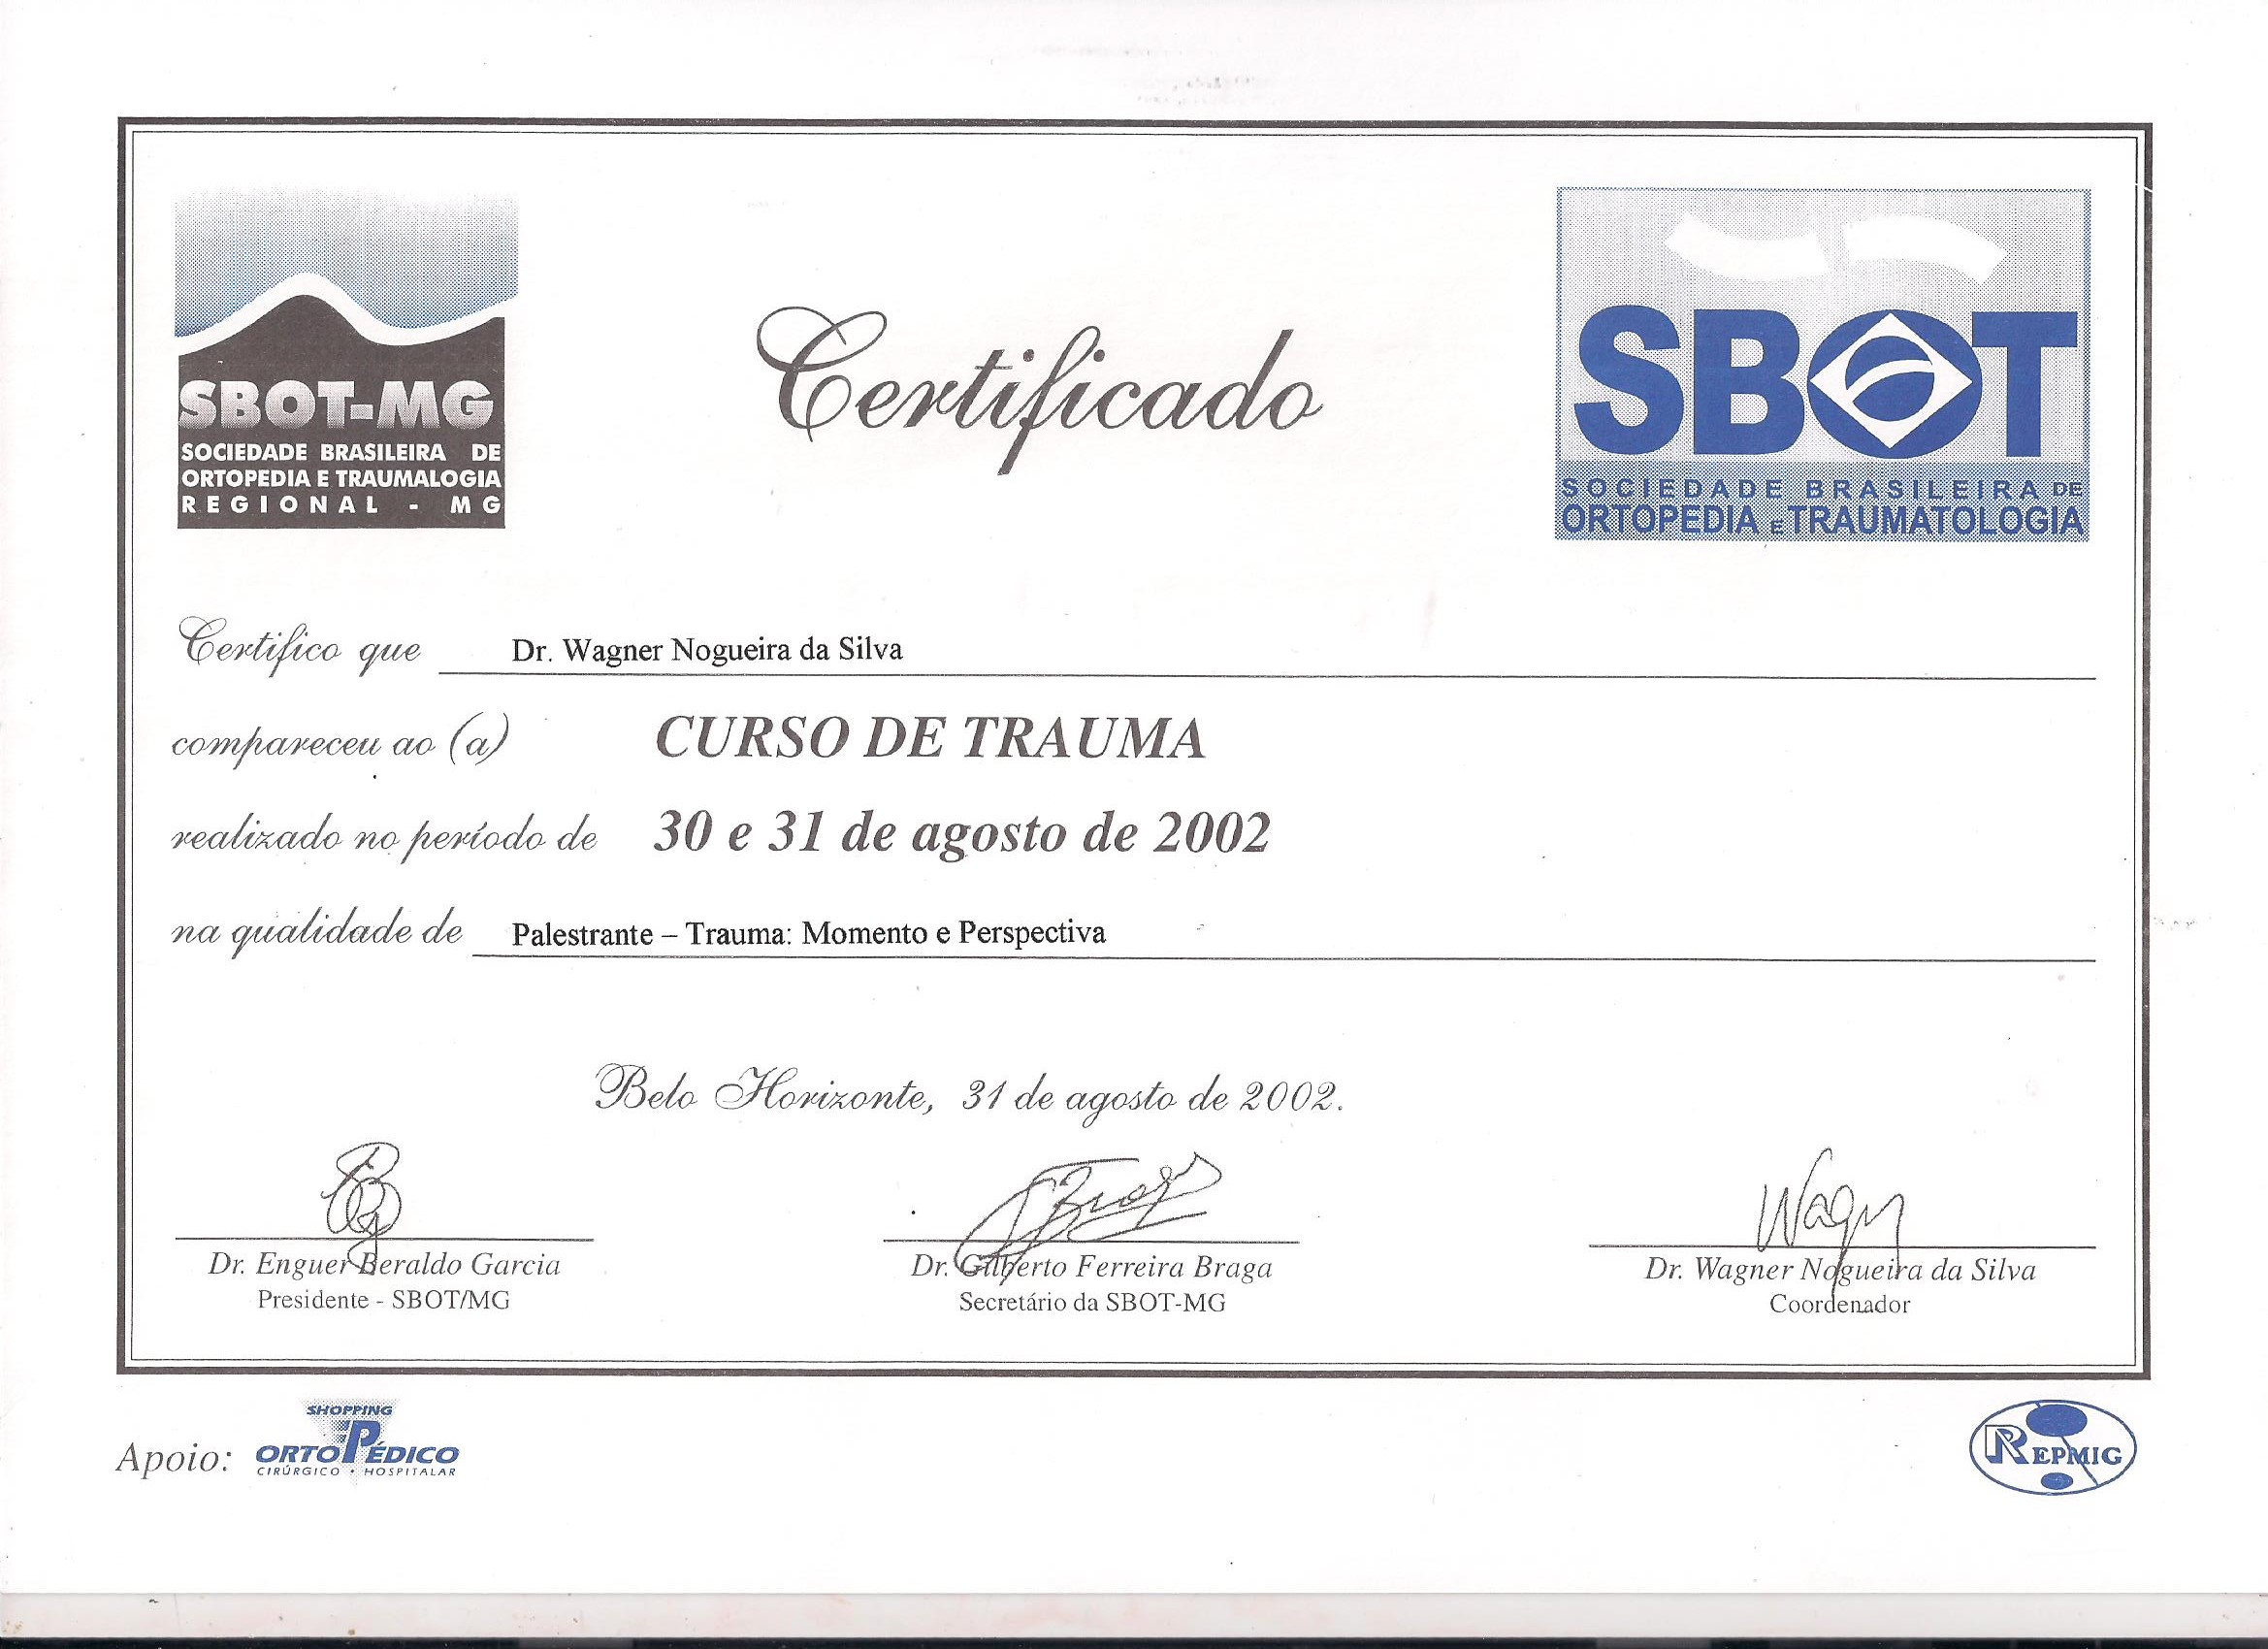 SBOT-MG
SOCIEDADE BRASILEIRA DE
ORTOPEDIA E TRAUMALOGIA
REGIONAL - MG
Certificado
SBOT
SOCIEDADE BRASILEIRA DE
ORTOPEDIA E TRAUMATOLOGIA
Certifico que Dr. Wagner Nogueira da Silva
compareceu ao (a) CURSO DE TRAUMA
realizado no período de 30 e 31 de agosto de 2002
na qualidade de Palestrante – Trauma: Momento e Perspectiva
Belo Horizonte, 31 de agosto de 2002.
Dr. Enguer Beraldo Garcia
Presidente - SBOT/MG
Dr. Gilberto Ferreira Braga
Secretário da SBOT-MG
Wagner
Dr. Wagner Nogueira da Silva
Coordenador
Apoio:
SHOPPING
ORTOPÉDICO
CIRÚRGICO • HOSPITALAR
REPMIG